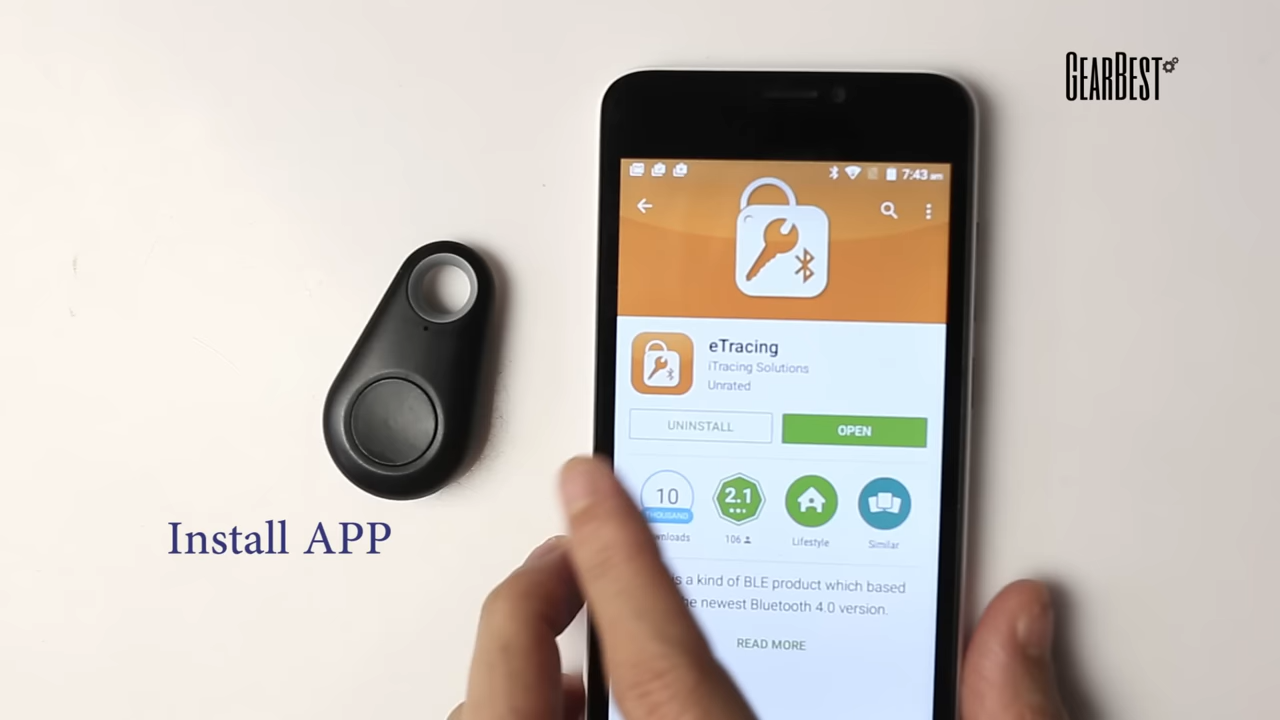 GEARBEST
7:43 am
eTracing
iTracing Solutions
Unrated
UNINSTALL
OPEN
10
THOUSAND
2.1
106
Lifestyle
Similar
is a kind of BLE product which based
newest Bluetooth 4.0 version.
READ MORE
Install APP